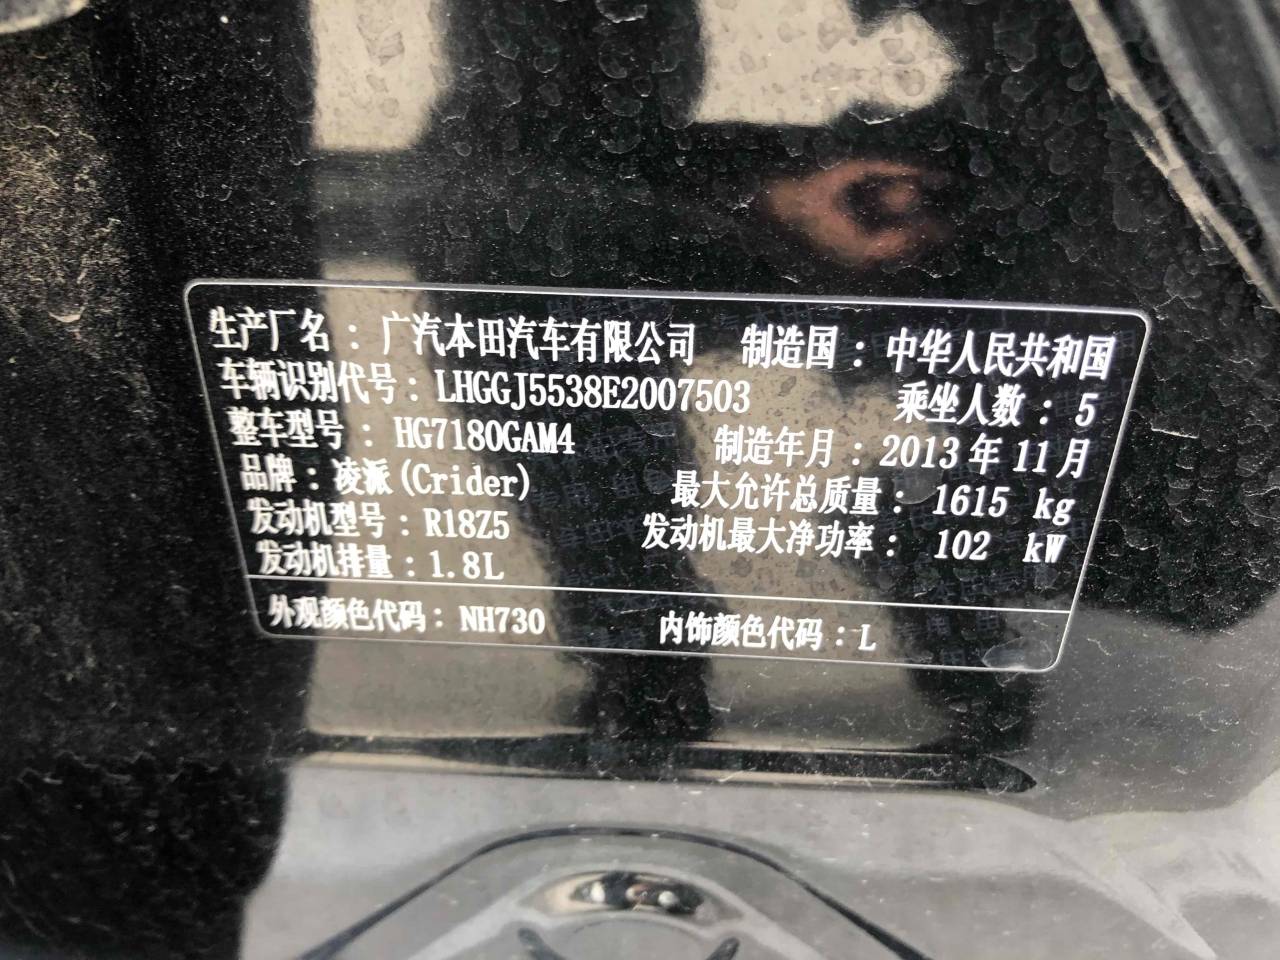 生产厂名：广汽本田汽车有限公司 制造国：中华人民共和国
车辆识别代号：LHGGJ5538E2007503 乘坐人数：5
整车型号：HG7180GAM4 制造年月：2013年11月
品牌：凌派(Crider) 最大允许总质量：1615 kg
发动机型号：R18Z5 发动机最大净功率：102 kW
发动机排量：1.8L
外观颜色代码：NH730 内饰颜色代码：L